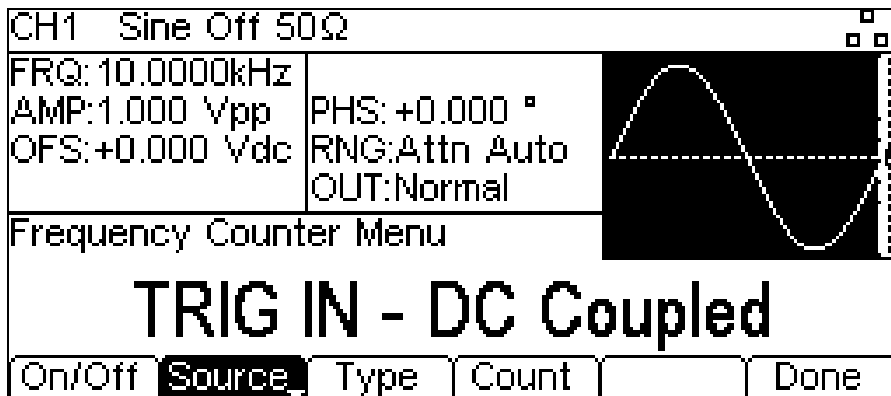 CH1 Sine Off 50Ω
FRQ:10.0000kHz
AMP:1.000 Vpp
OFS:+0.000 Vdc
PHS:+0.000 °
RNG:Attn Auto
OUT:Normal
Frequency Counter Menu
TRIG IN - DC Coupled
On/Off Source Type Count Done